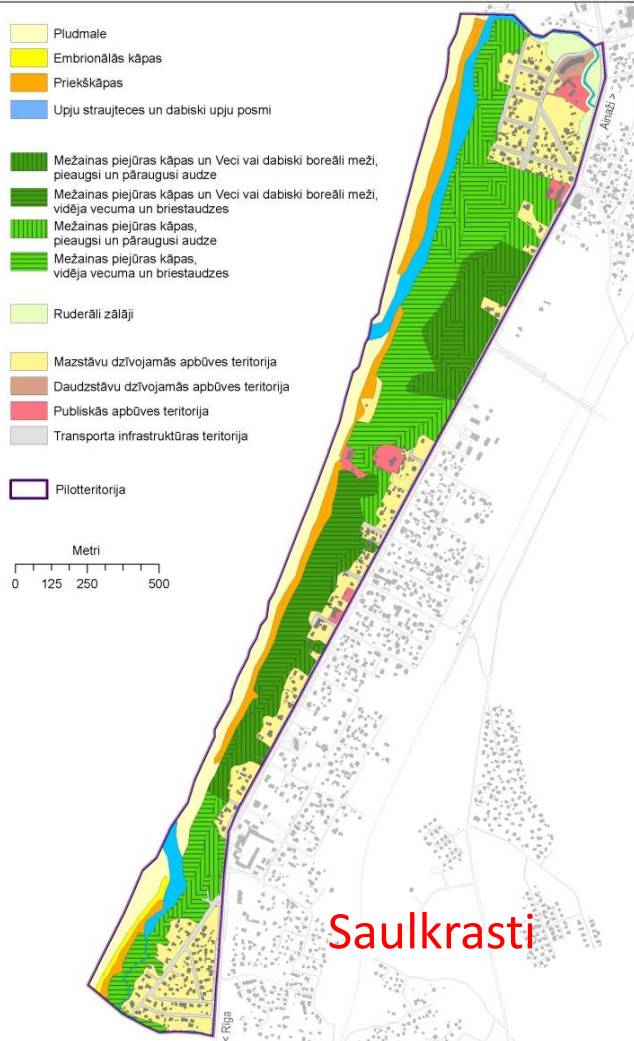 Pludmale
Embrionālās kāpas
Priekškāpas
Upju straujteces un dabiski upju posmi
Mežainas piejūras kāpas un Veci vai dabiski boreāli meži,
pieaugsi un pāraugusi audze
Mežainas piejūras kāpas un Veci vai dabiski boreāli meži,
vidēja vecuma un briestaudzes
Mežainas piejūras kāpas,
pieaugsi un pāraugusi audze
Mežainas piejūras kāpas,
vidēja vecuma un briestaudzes
Ruderāli zālāji
Mazstāvu dzīvojamās apbūves teritorija
Daudzstāvu dzīvojamās apbūves teritorija
Publiskās apbūves teritorija
Transporta infrastruktūras teritorija
Pilotteritorija
Metri
0 125 250 500
Ainaži >
Saulkrasti
< Rīga